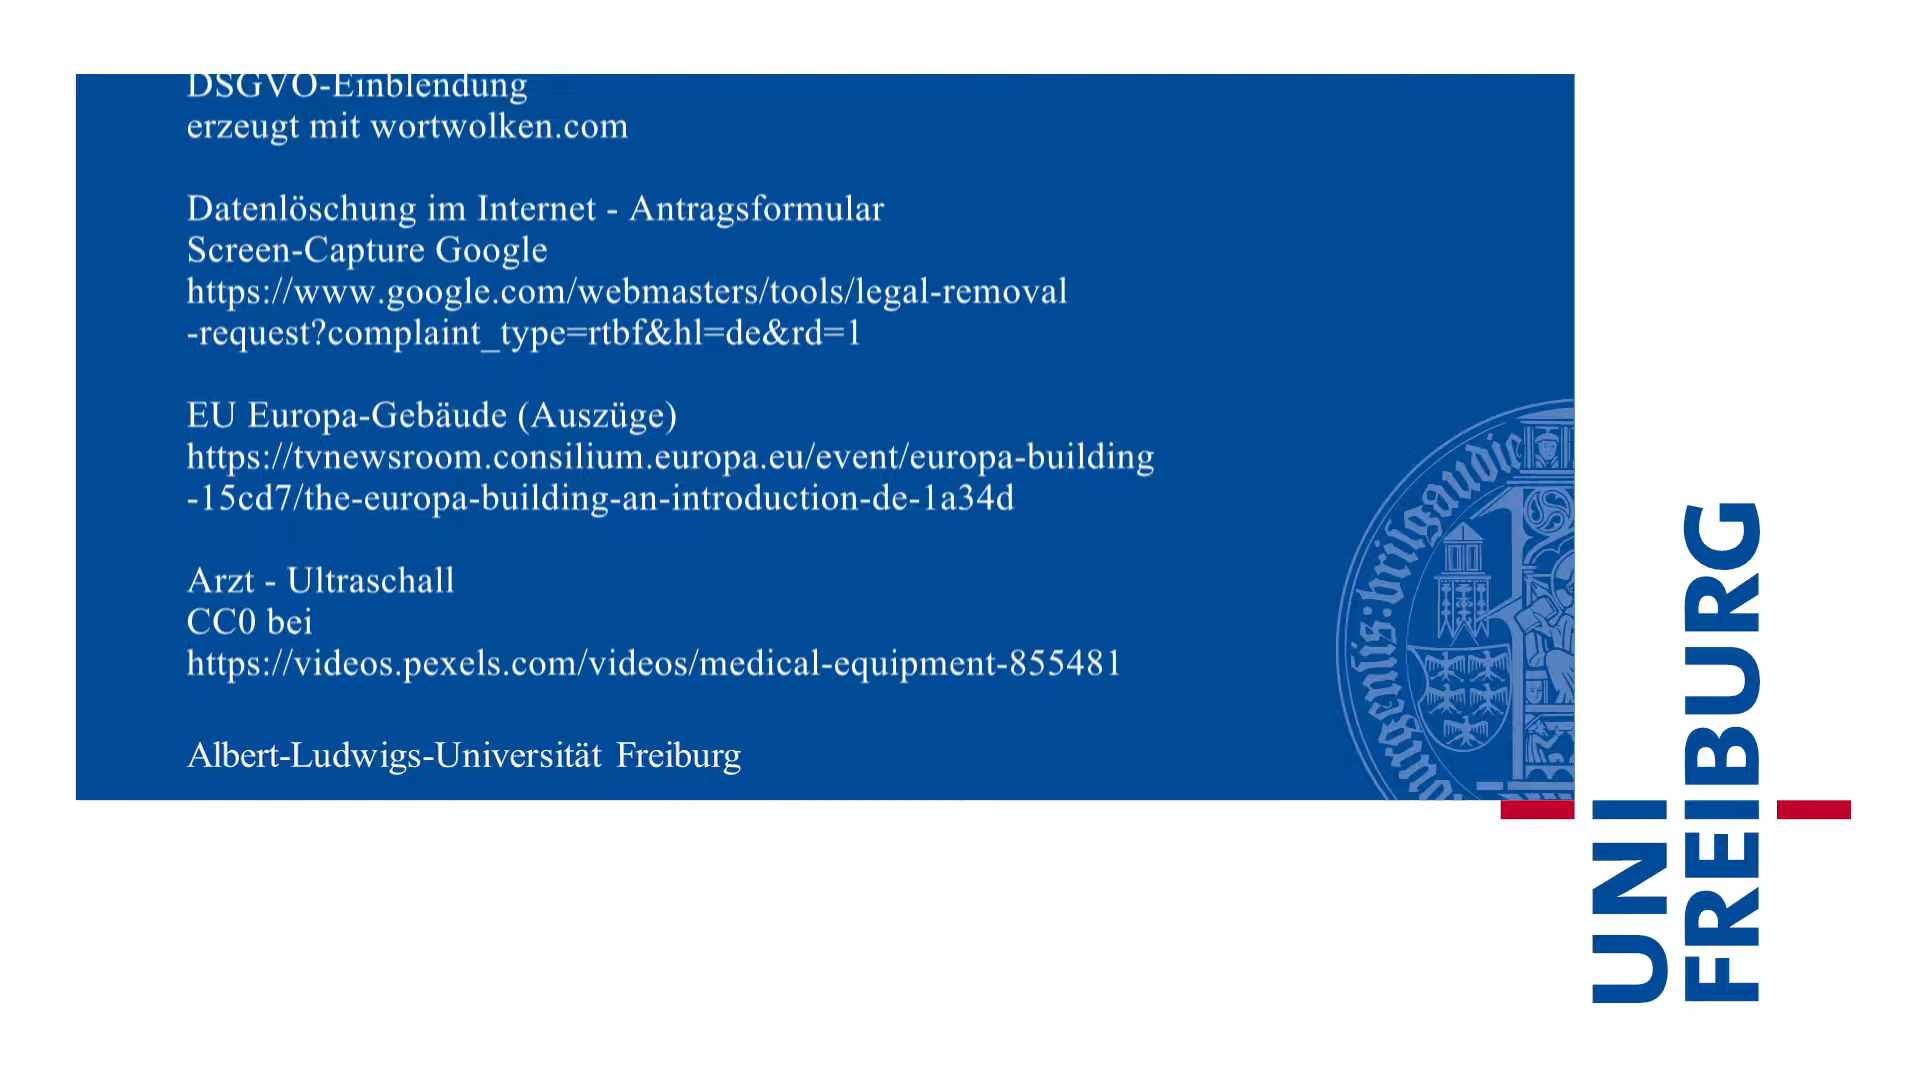 DSGVO-Einblendung
erzeugt mit wortwolken.com
Datenlöschung im Internet - Antragsformular
Screen-Capture Google
https://www.google.com/webmasters/tools/legal-removal
-request?complaint_type=rtbf&hl=de&rd=1
EU Europa-Gebäude (Auszüge)
https://tvnewsroom.consilium.europa.eu/event/europa-building
-15cd7/the-europa-building-an-introduction-de-1a34d
Arzt - Ultraschall
CC0 bei
https://videos.pexels.com/videos/medical-equipment-855481
Albert-Ludwigs-Universität Freiburg
UNI
FREIBURG